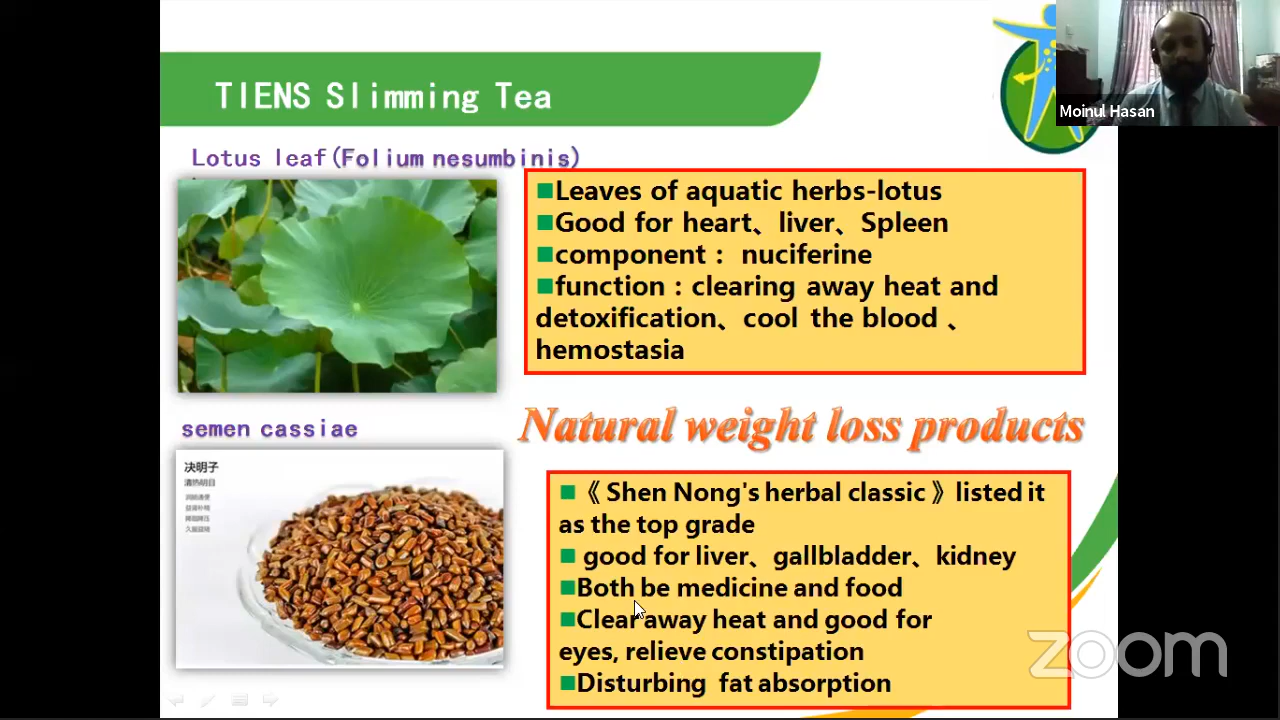 TIENS Slimming Tea
Moinul Hasan
Lotus leaf(Folium nesumbinis)
■Leaves of aquatic herbs-lotus
■Good for heart、liver、Spleen
■component： nuciferine
■function：clearing away heat and
detoxification、cool the blood 、
hemostasia
semen cassiae
Natural weight loss products
决明子
清热明目
■《 Shen Nong's herbal classic 》listed it
as the top grade
■ good for liver、gallbladder、kidney
■Both be medicine and food
■Clear away heat and good for
eyes, relieve constipation
■Disturbing fat absorption
zoom